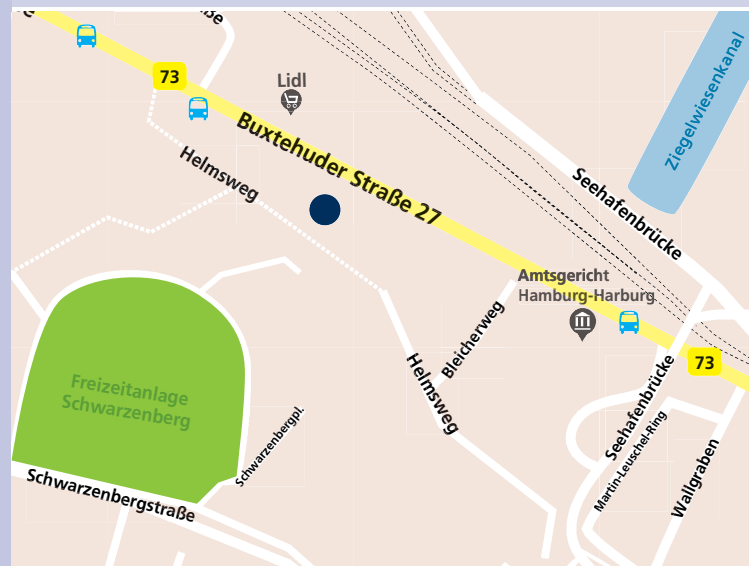 73
Lidl
Buxtehuder Straße 27
Helmsweg
Ziegelwiesenkanal
Seehafenbrücke
Amtsgericht
Hamburg-Harburg
73
Bleicherweg
Helmsweg
Freizeitanlage
Schwarzenberg
Seehafenbrücke
Martin-Leuschel-Ring
Wallgraben
Schwarzenbergpl.
Schwarzenbergstraße